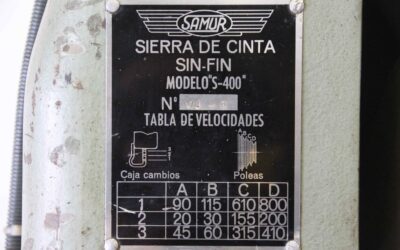 SAMUR
SIERRA DE CINTA
SIN-FIN
MODELO "S-400"
Nº
TABLA DE VELOCIDADES
Caja cambios Poleas
A B C D
1 90 115 610 800
2 20 30 155 200
3 45 60 315 410